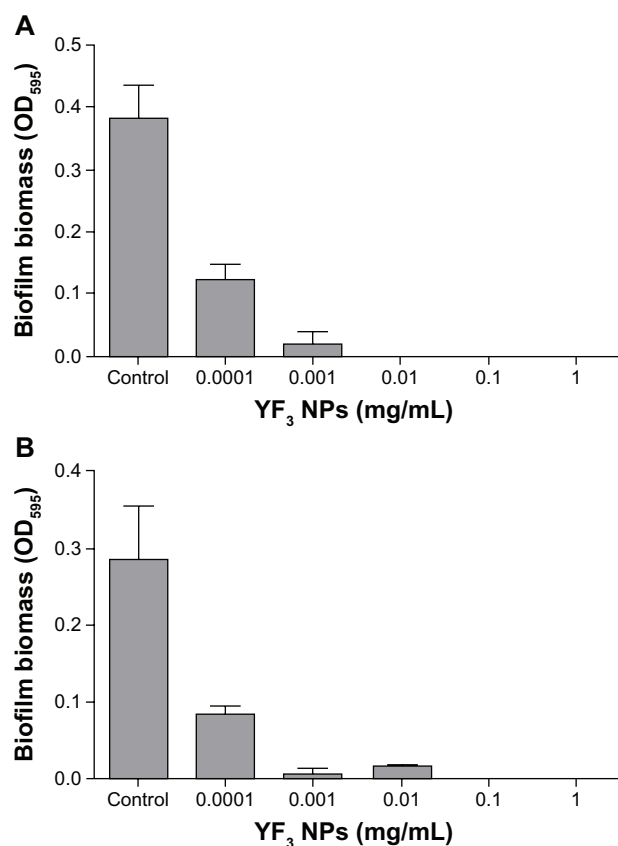 A
Biofilm biomass (OD₅₉₅)
0.5
0.4
0.3
0.2
0.1
0.0
Control 0.0001 0.001 0.01 0.1 1
YF₃ NPs (mg/mL)
B
Biofilm biomass (OD₅₉₅)
0.4
0.3
0.2
0.1
0.0
Control 0.0001 0.001 0.01 0.1 1
YF₃ NPs (mg/mL)